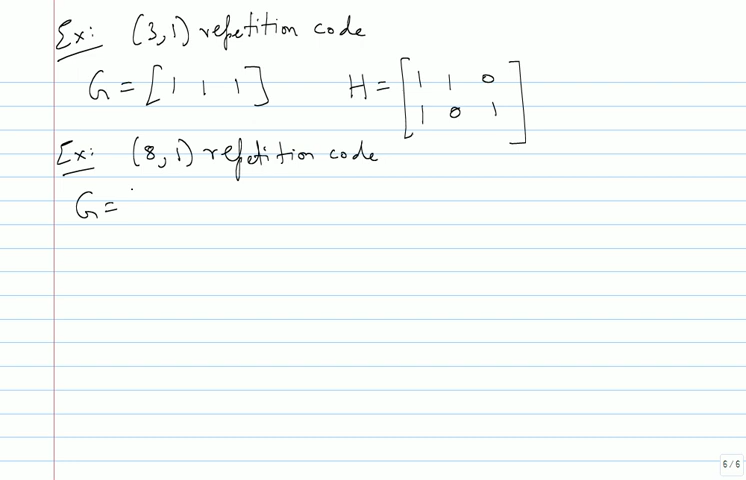 Ex: (3,1) repetition code
G = [1 1 1] H = [1 1 0
1 0 1]
Ex: (8,1) repetition code
G =
6/6